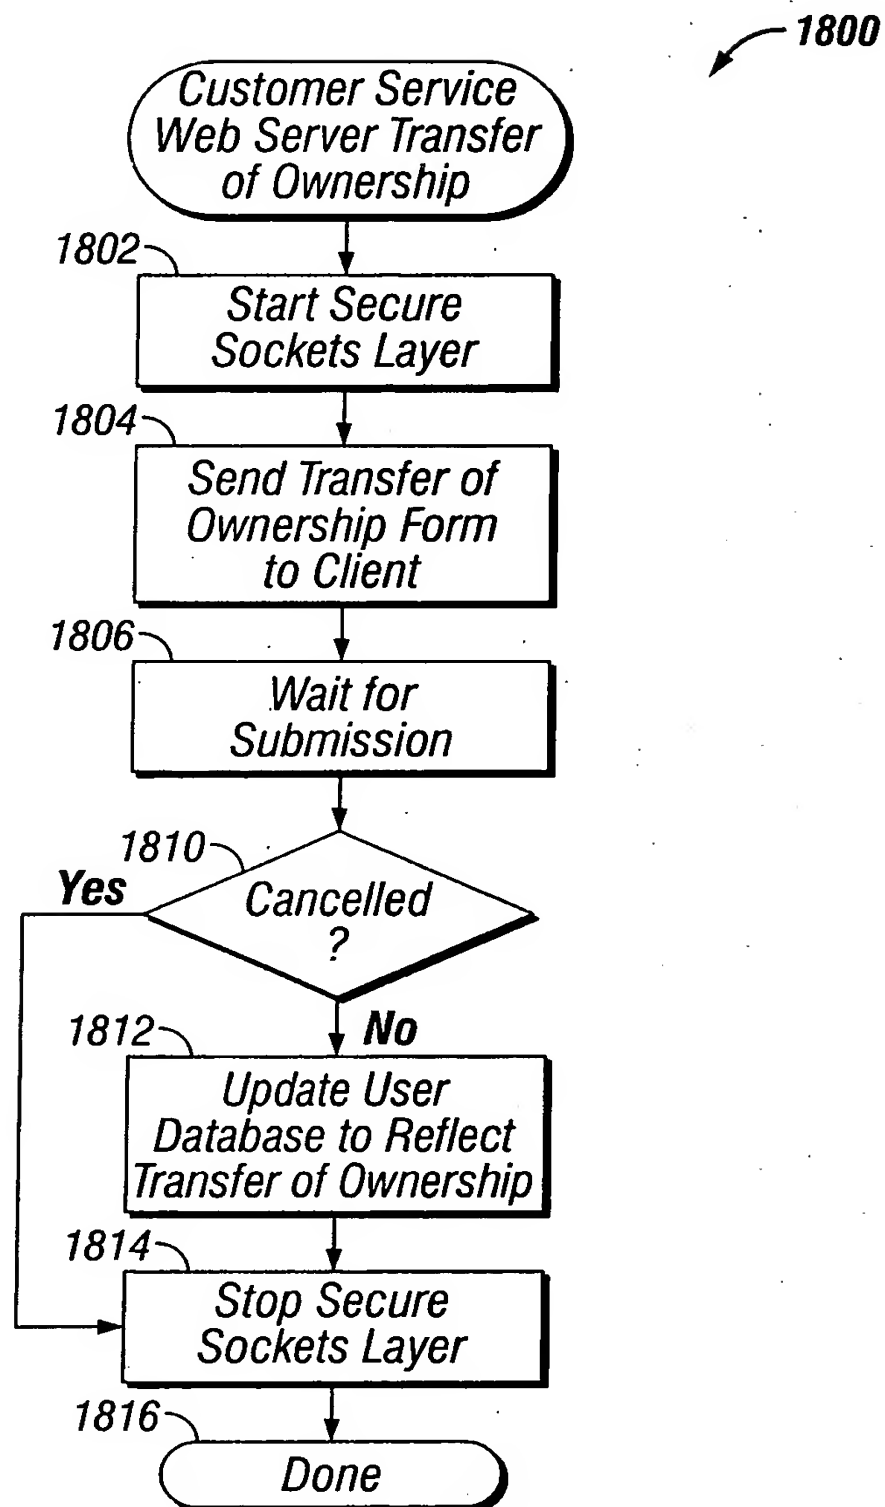 1800
Customer Service
Web Server Transfer
of Ownership
1802
Start Secure
Sockets Layer
1804
Send Transfer of
Ownership Form
to Client
1806
Wait for
Submission
1810
Yes
Cancelled
?
No
1812
Update User
Database to Reflect
Transfer of Ownership
1814
Stop Secure
Sockets Layer
1816
Done